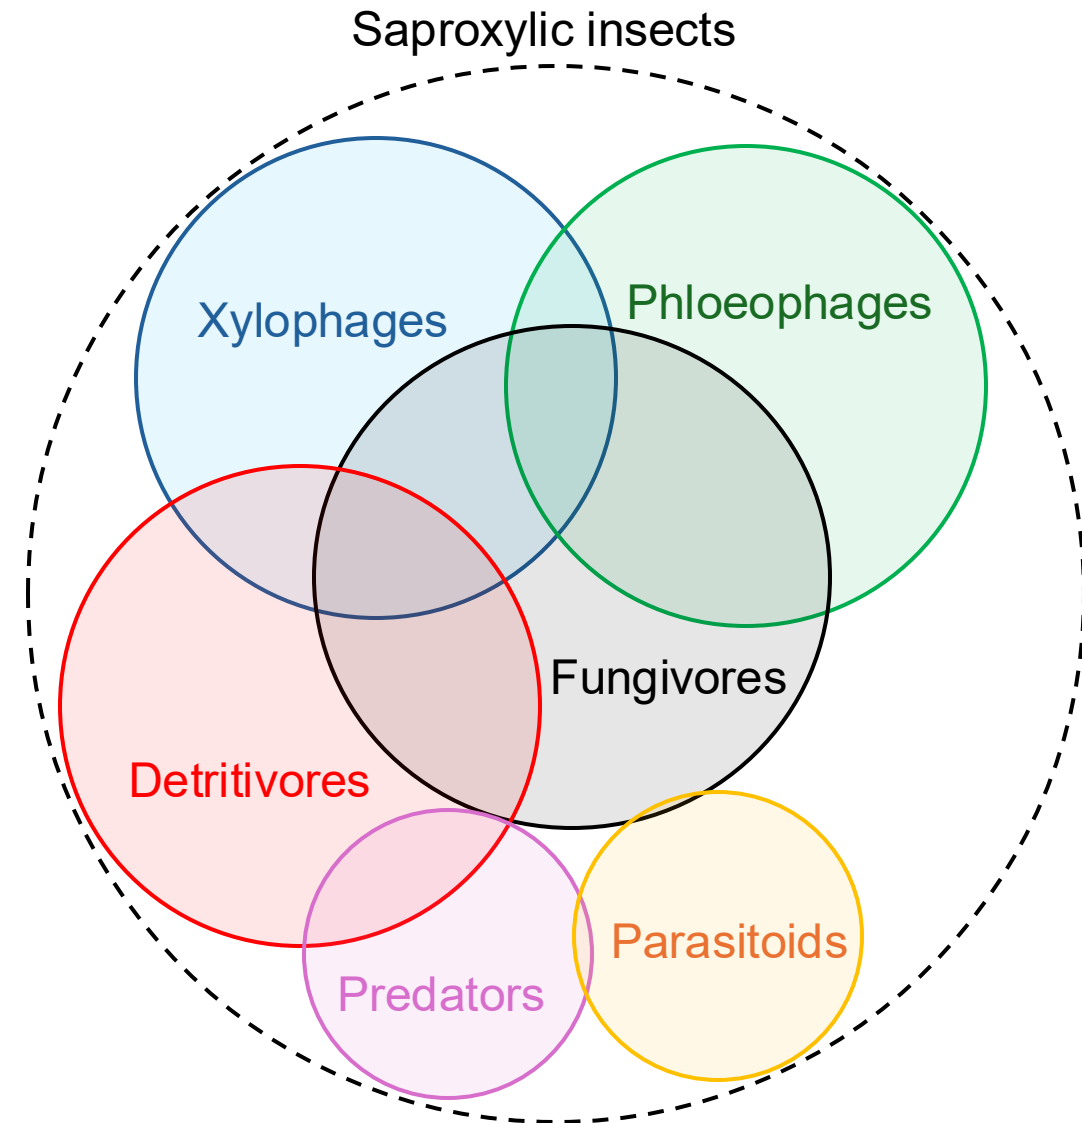 Saproxylic insects
Xylophages
Phloeophages
Fungivores
Detritivores
Parasitoids
Predators